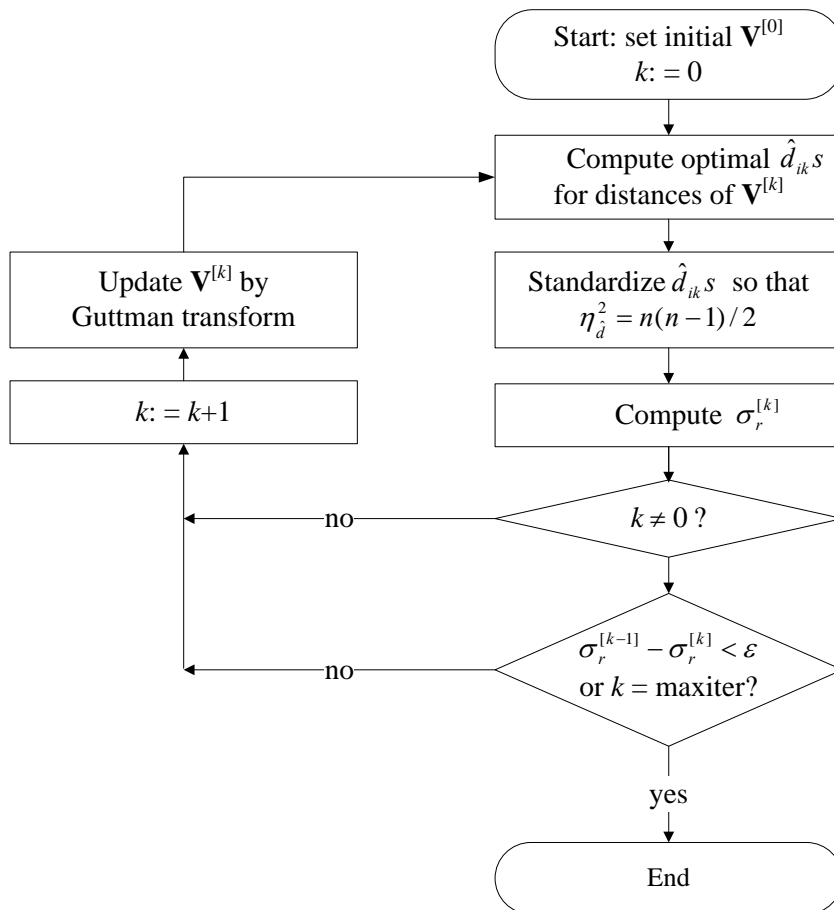 Start: set initial V^[0]
k: = 0
Compute optimal d̂_ik s
for distances of V^[k]
Standardize d̂_ik s so that
η²_d̂ = n(n−1)/2
Update V^[k] by
Guttman transform
k: = k+1
Compute σ_r^[k]
k ≠ 0 ?
no
σ_r^[k−1] − σ_r^[k] < ε
or k = maxiter?
no
yes
End